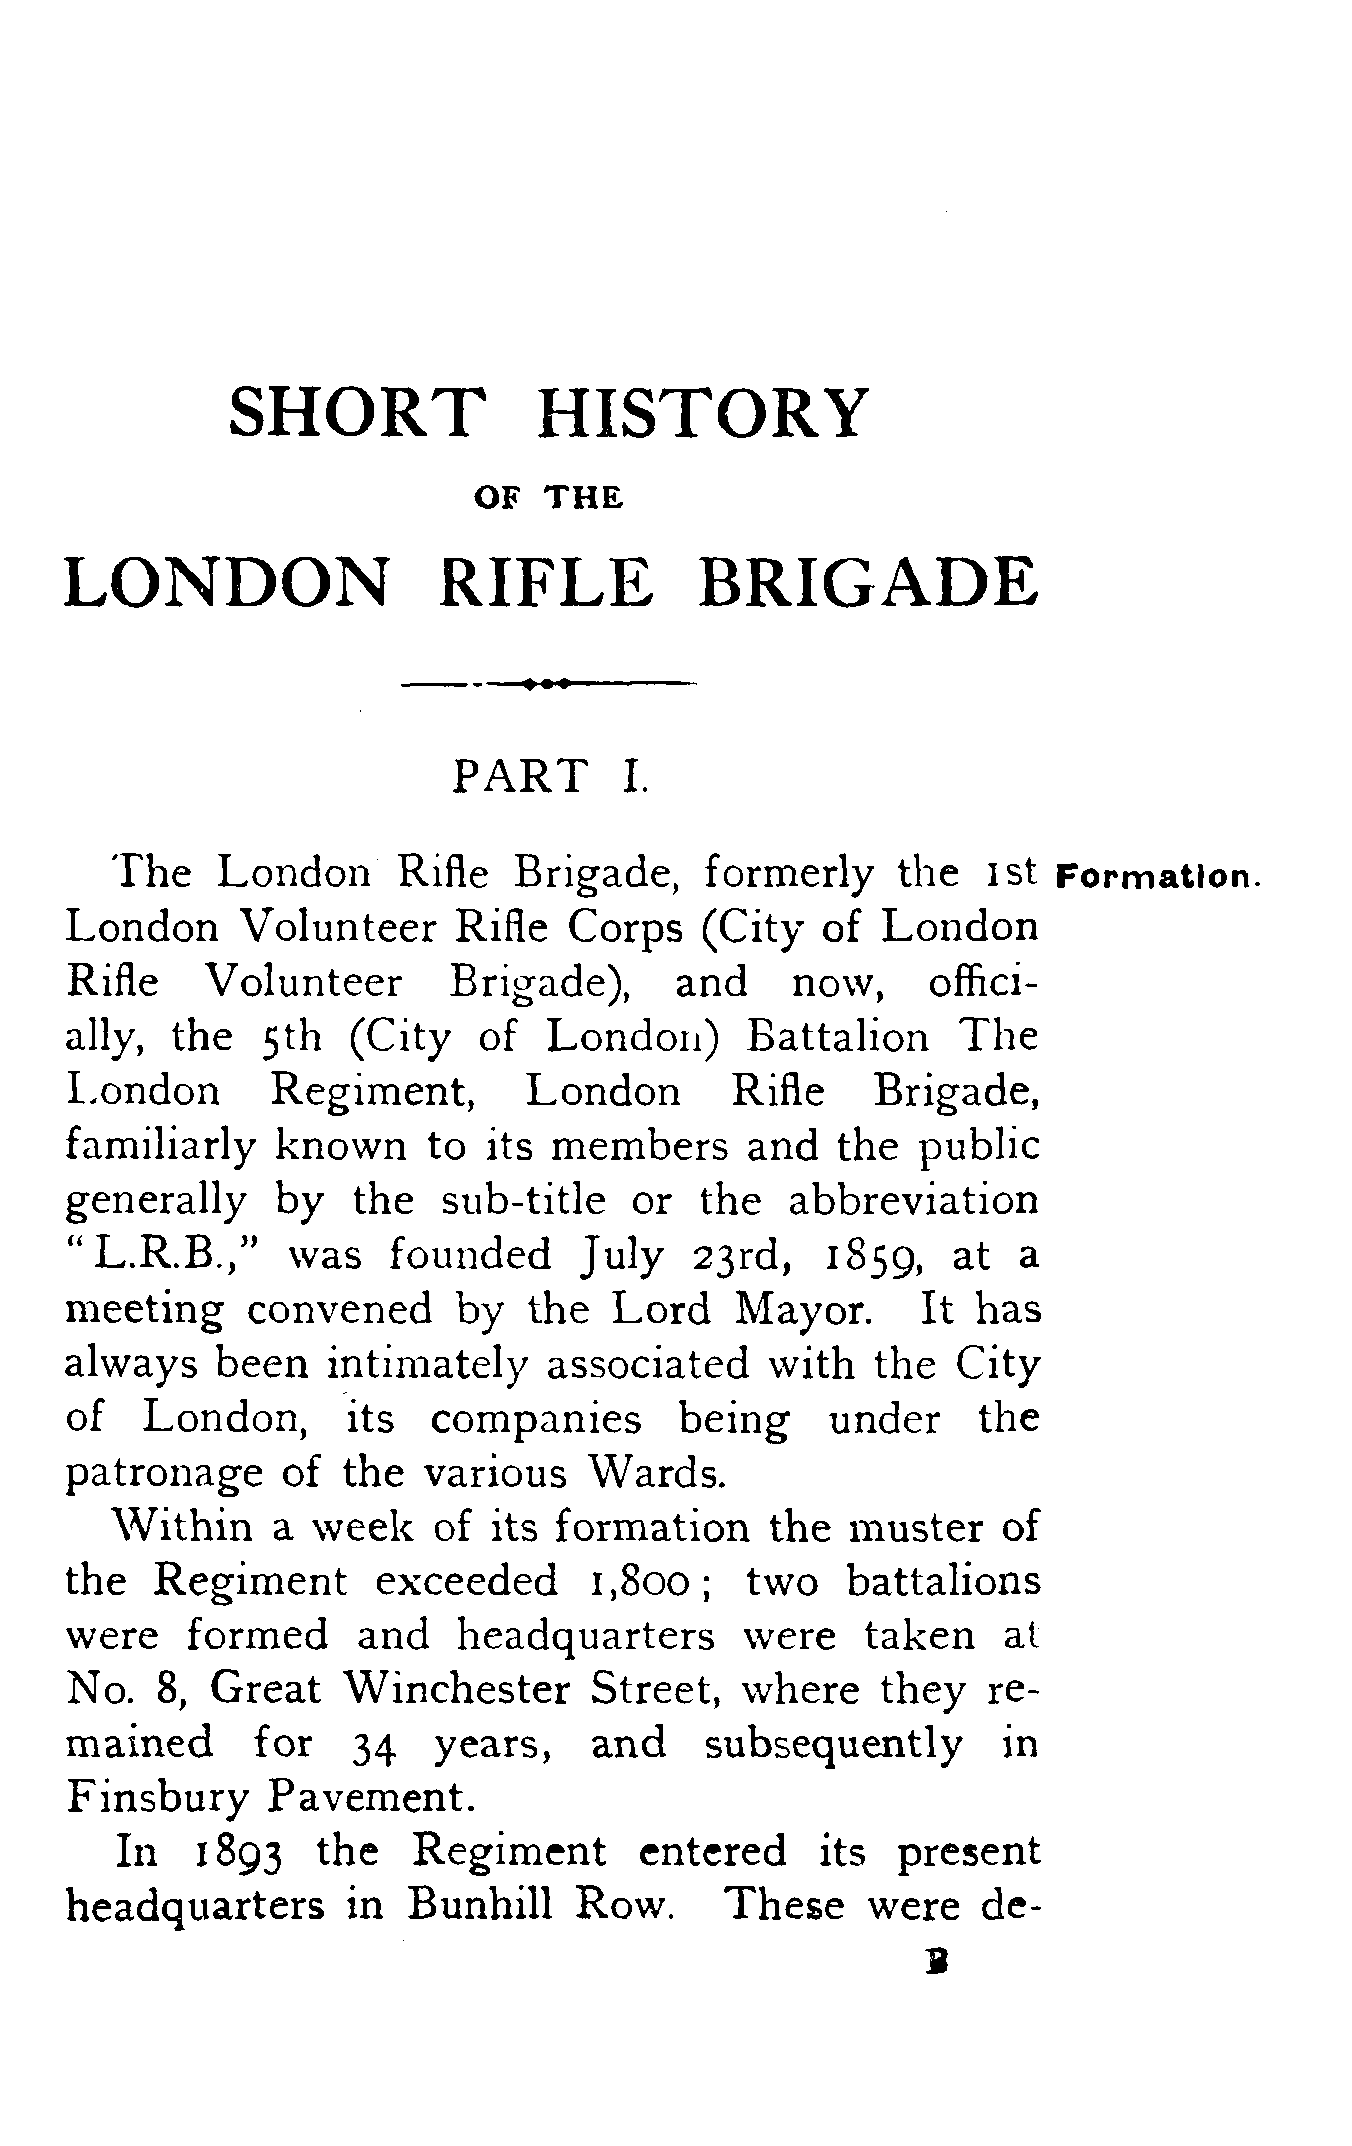 SHORT HISTORY
OF THE
LONDON RIFLE BRIGADE
PART I.
The London Rifle Brigade, formerly the 1st Formation.
London Volunteer Rifle Corps (City of London
Rifle Volunteer Brigade), and now, offici-
ally, the 5th (City of London) Battalion The
London Regiment, London Rifle Brigade,
familiarly known to its members and the public
generally by the sub-title or the abbreviation
“L.R.B.,” was founded July 23rd, 1859, at a
meeting convened by the Lord Mayor. It has
always been intimately associated with the City
of London, its companies being under the
patronage of the various Wards.
Within a week of its formation the muster of
the Regiment exceeded 1,800; two battalions
were formed and headquarters were taken at
No. 8, Great Winchester Street, where they re-
mained for 34 years, and subsequently in
Finsbury Pavement.
In 1893 the Regiment entered its present
headquarters in Bunhill Row. These were de-
B